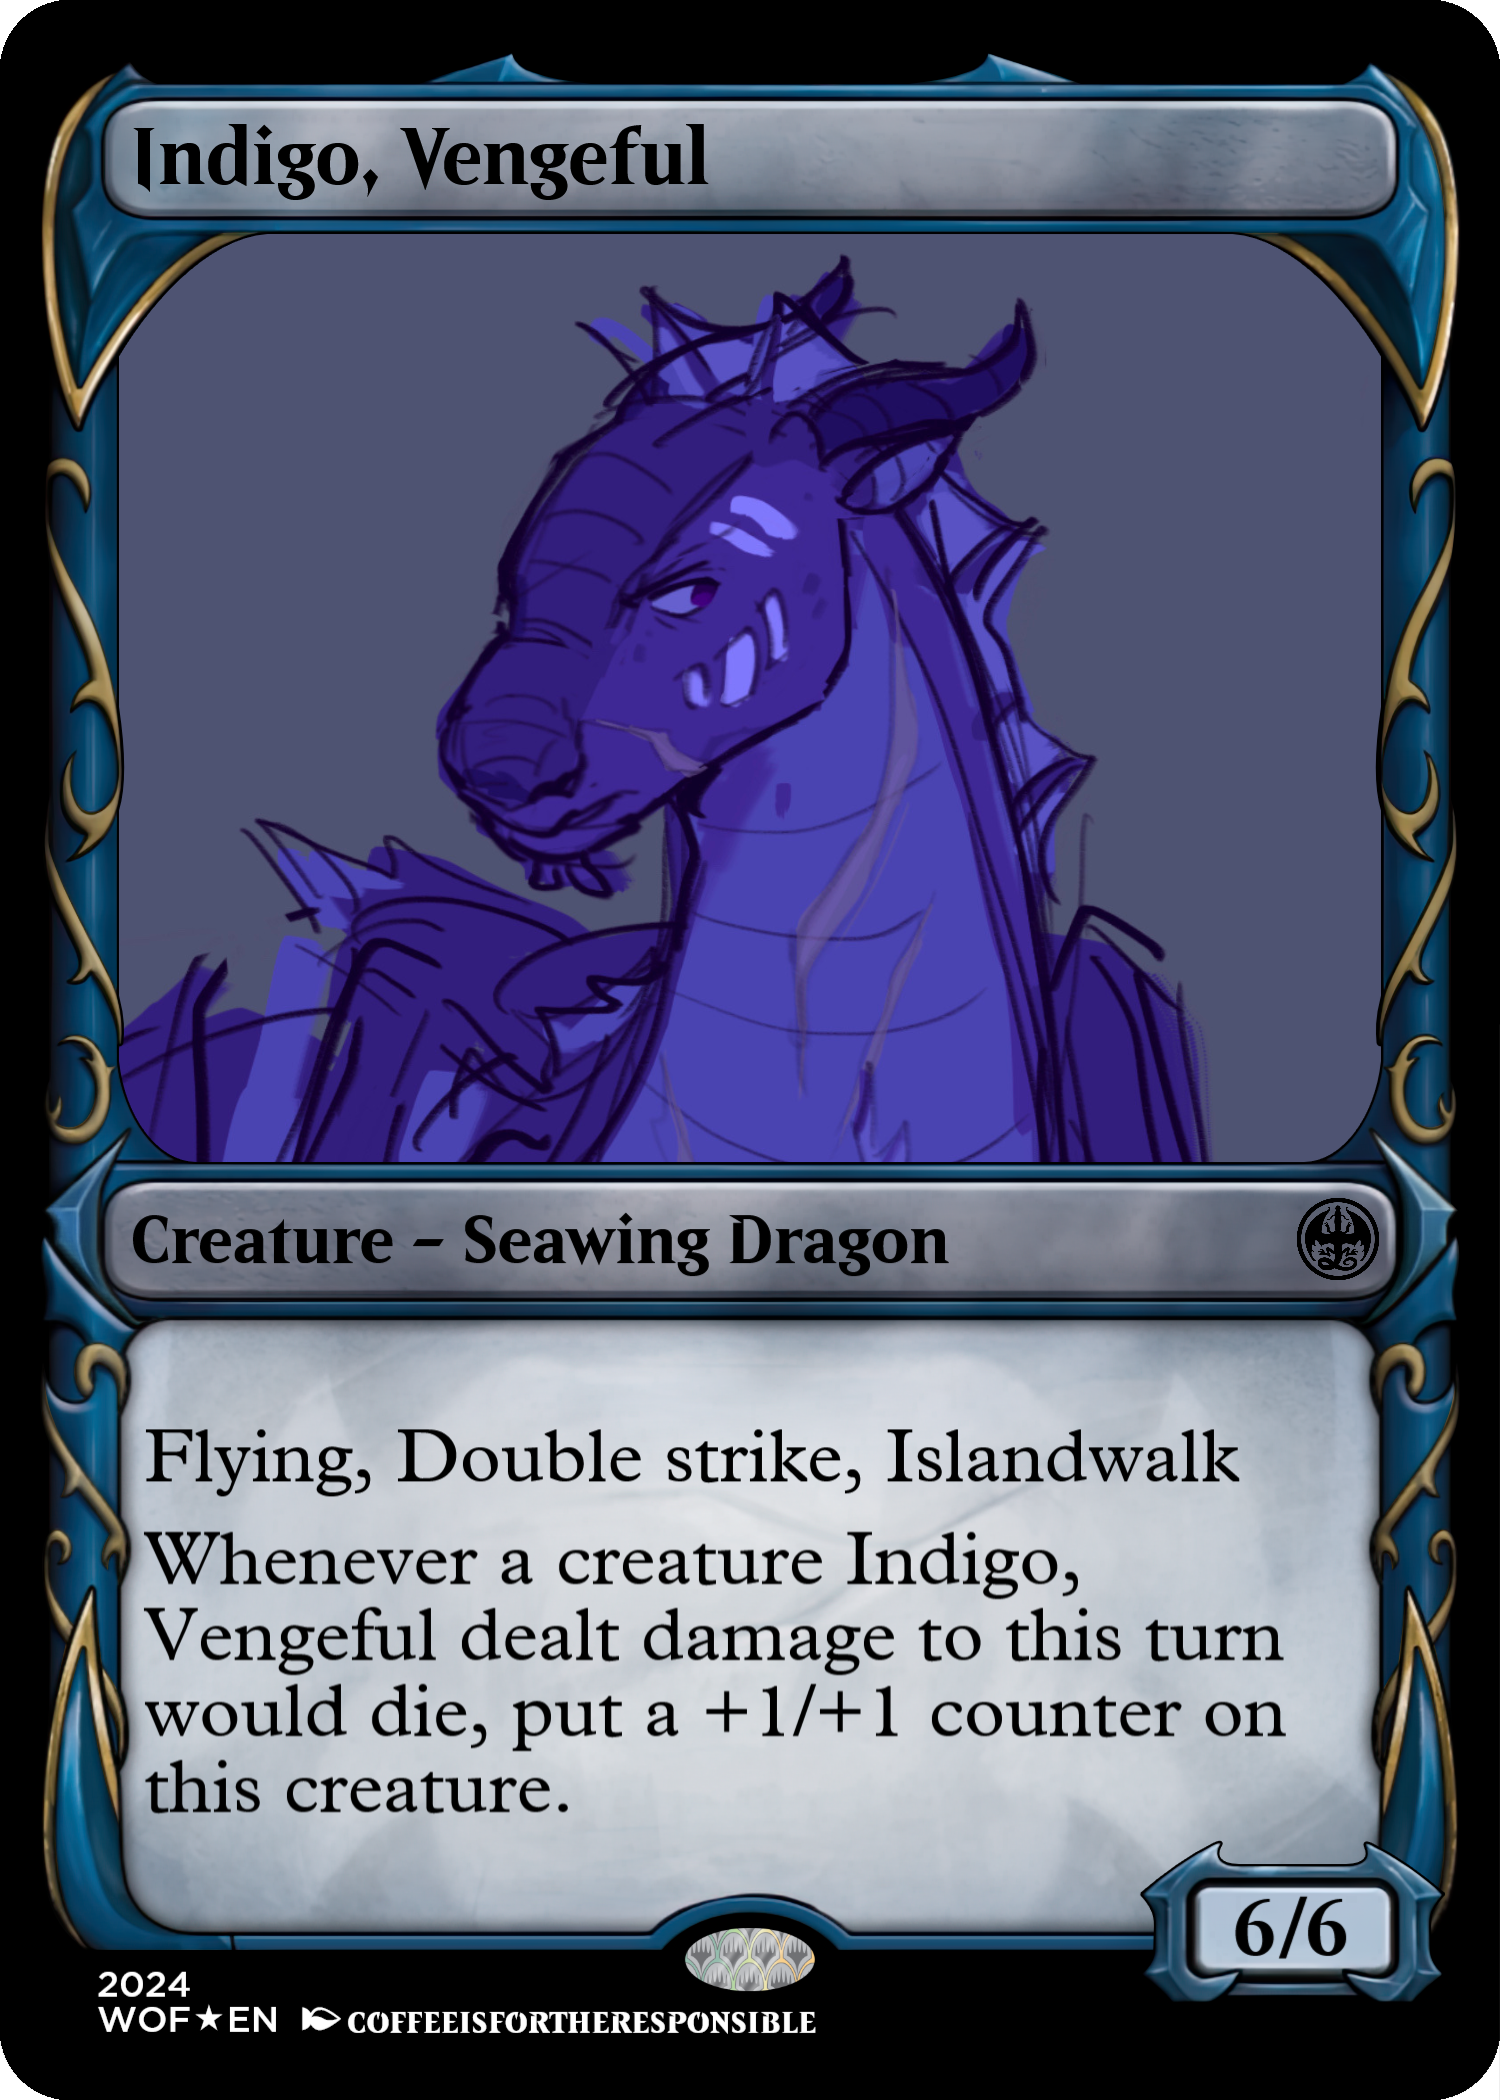 Indigo, Vengeful
Creature – Seawing Dragon
Flying, Double strike, Islandwalk
Whenever a creature Indigo,
Vengeful dealt damage to this turn
would die, put a +1/+1 counter on
this creature.
6/6
2024
WOF★EN COFFEEISFORTHERESPONSIBLE